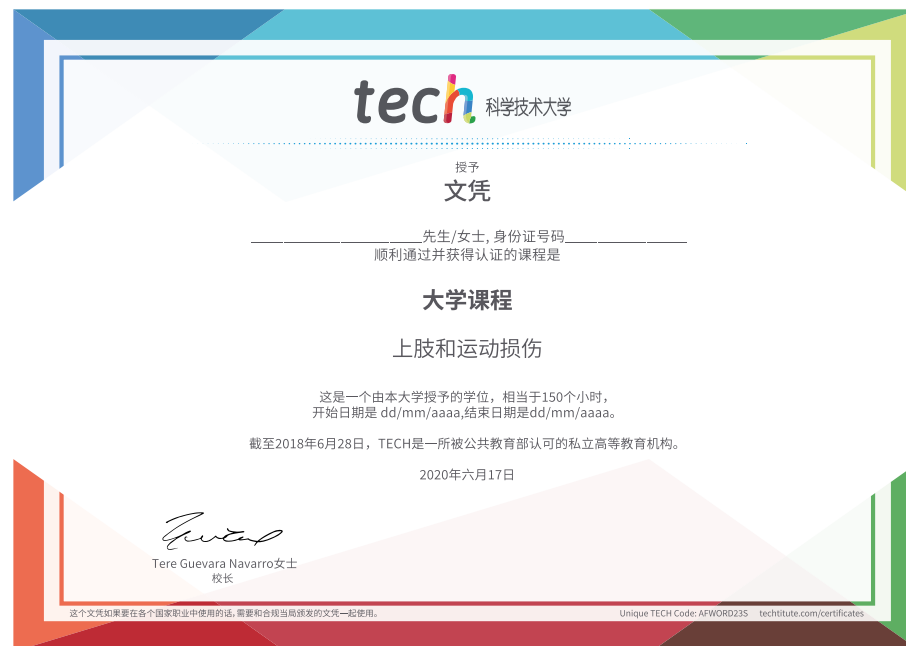 tech 科学技术大学
授予
文凭
先生/女士, 身份证号码
顺利通过并获得认证的课程是
大学课程
上肢和运动损伤
这是一个由本大学授予的学位，相当于150个小时，
开始日期是 dd/mm/aaaa,结束日期是dd/mm/aaaa。
截至2018年6月28日，TECH是一所被公共教育部认可的私立高等教育机构。
2020年六月17日
Tere Guevara Navarro女士
校长
这个文凭如果要在各个国家职业中使用的话,需要和合规当局颁发的文凭一起使用。
Unique TECH Code: AFWORD23S techtitute.com/certificates